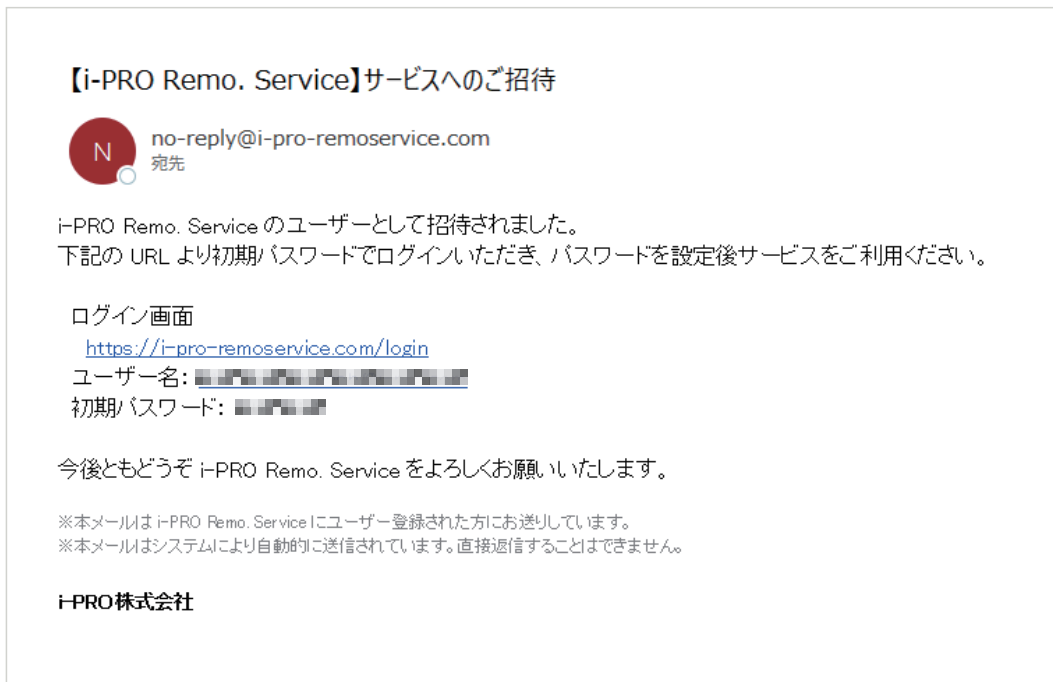 【i-PRO Remo. Service】サービスへのご招待
N
no-reply@i-pro-remoservice.com
宛先
i-PRO Remo. Service のユーザーとして招待されました。
下記の URL より初期パスワードでログインいただき、パスワードを設定後サービスをご利用ください。
ログイン画面
https://i-pro-remoservice.com/login
ユーザー名:
初期パスワード:
今後ともどうぞ i-PRO Remo. Service をよろしくお願いいたします。
※本メールは i-PRO Remo. Service にユーザー登録された方にお送りしています。
※本メールはシステムにより自動的に送信されています。直接返信することはできません。
i-PRO株式会社